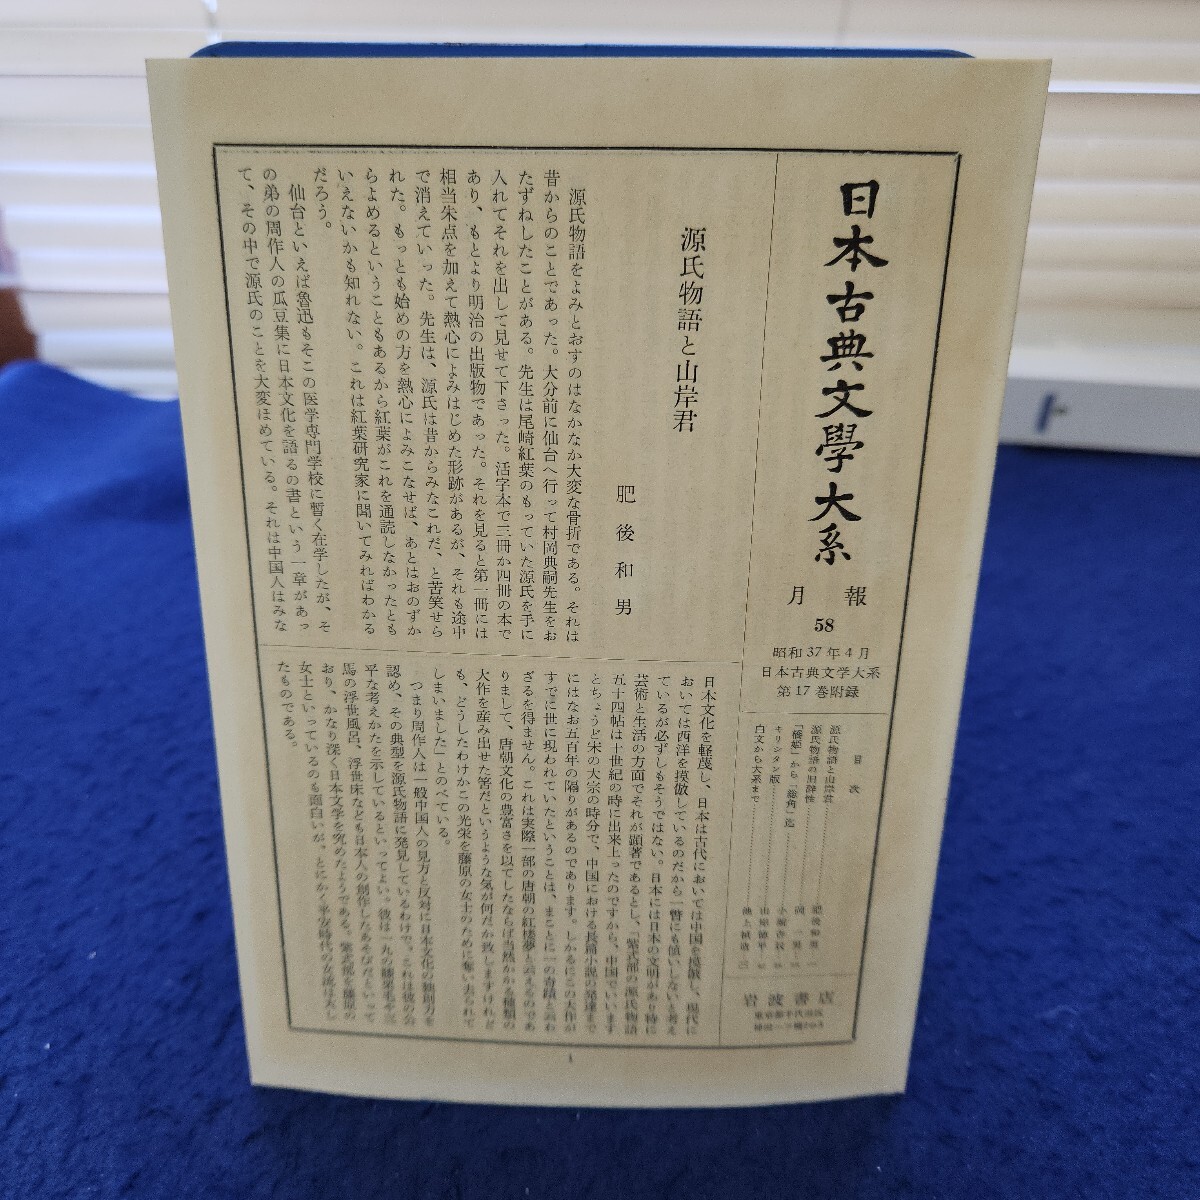 日本古典文學大系
月報
58
昭和37年4月
日本古典文学大系
第17巻附録
目次
源氏物語と山岸君 肥後和男
源氏物語の旧辞性
「橋姫」から「総角」迄
キリシタン版
白文から大系まで
岩波書店
源氏物語と山岸君
肥後和男
源氏物語をよみとおすのはなかなか大変な骨折である。それは
昔からのことであった。大分前に仙台へ行って村岡典嗣先生をお
たずねしたことがある。先生は尾崎紅葉のもっていた源氏を手に
入れてそれを出して見せて下さった。活字本で三冊か四冊の本で
あり、もとより明治の出版物であった。それを見ると第一冊には
相当朱点を加えて熱心によみはじめた形跡があるが、それも途中
で消えていった。先生は、源氏は昔からみなこれだ、と苦笑せら
れた。もっとも始めの方を熱心によみこなせば、あとはおのずか
らよめるということもあるから紅葉がこれを通読しなかったとも
いえないかも知れない。これは紅葉研究家に聞いてみればわかる
だろう。
仙台といえば魯迅もそこの医学専門学校に暫く在学したが、そ
の弟の周作人の瓜豆集に日本文化を語るの書という一章があっ
て、その中で源氏のことを大変ほめている。それは中国人はみな
日本文化を軽蔑し、日本は古代においては中国を模倣し、現代に
おいては西洋を摸倣しているのだから一瞥にも値いしないと考え
ているが必ずしもそうではない。日本には日本の文明があり特に
芸術と生活の方面でそれが顕著であるとし、「紫式部の源氏物語
五十四帖は十世紀の時に出来上ったのですから、中国でいいます
とちょうど宋の太宗の時分で、中国における長篇小説の発達まで
にはなお五百年の隔りがあるのであります。しかるにこの大作が
すでに世に現われていたということは、まことに一の奇蹟と云わ
ざるを得ません。これは実際一部の唐朝の紅楼夢と云えるのであ
りまして、唐朝文化の豊富さを以てしたならば当然かかる種類の
大作を産み出せた筈だというような気が何だか致しますけれど
も、どうしたわけかこの光栄を藤原の女士のために奪い去られて
しまいました」とのべている。
つまり周作人は一般中国人の見方と反対に日本文化の独創力を
認め、その典型を源氏物語に発見しているわけで、これは彼の公
平な考えかたを示しているといってよい。彼は一九の膝栗毛や三
馬の浮世風呂、浮世床なども日本人の創作したあそびだといって
おり、かなり深く日本文学を究めたようである。紫式部を藤原の
女士といっているのも面白いが、とにかく平安時代の女流は大し
たものである。
1